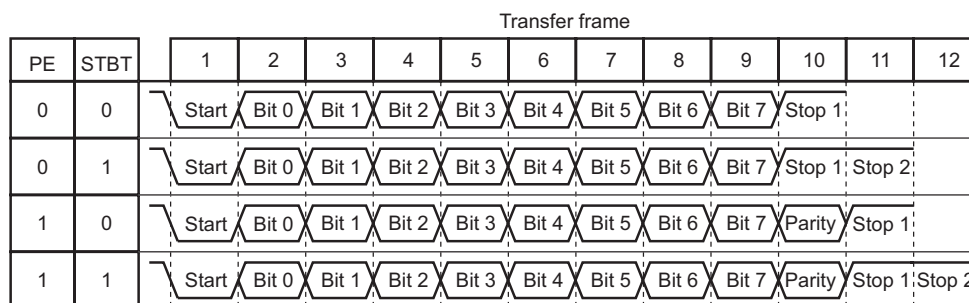 Transfer frame
PE STBT 1 2 3 4 5 6 7 8 9 10 11 12
0 0 Start Bit 0 Bit 1 Bit 2 Bit 3 Bit 4 Bit 5 Bit 6 Bit 7 Stop 1
0 1 Start Bit 0 Bit 1 Bit 2 Bit 3 Bit 4 Bit 5 Bit 6 Bit 7 Stop 1 Stop 2
1 0 Start Bit 0 Bit 1 Bit 2 Bit 3 Bit 4 Bit 5 Bit 6 Bit 7 Parity Stop 1
1 1 Start Bit 0 Bit 1 Bit 2 Bit 3 Bit 4 Bit 5 Bit 6 Bit 7 Parity Stop 1 Stop 2